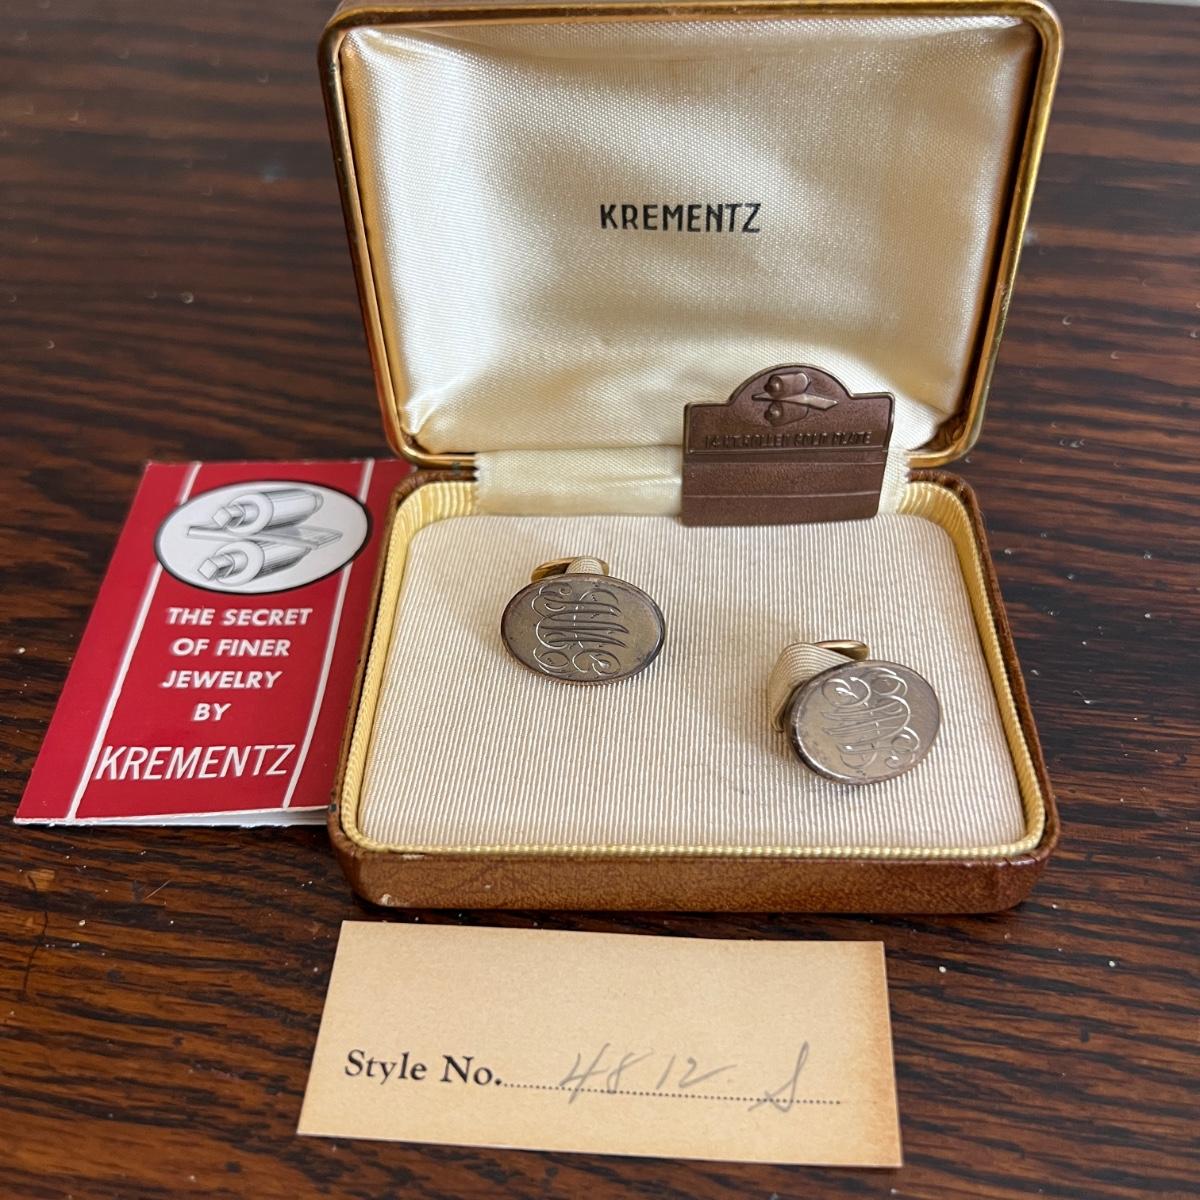 KREMENTZ
14 KT. ROLLED GOLD PLATE
THE SECRET
OF FINER
JEWELRY
BY
KREMENTZ
Style No. 4812 S